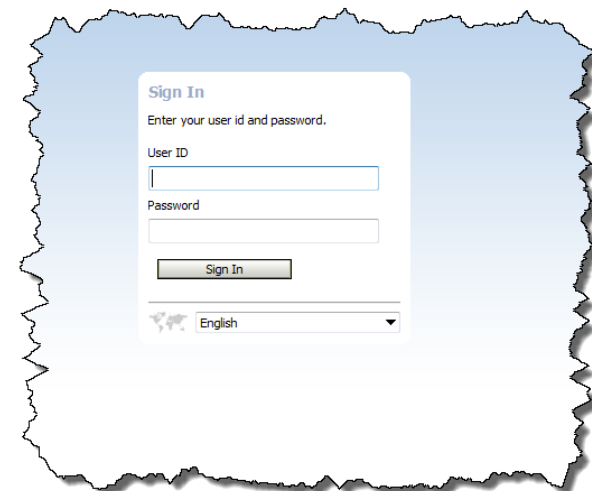 Sign In
Enter your user id and password.
User ID
Password
Sign In
English